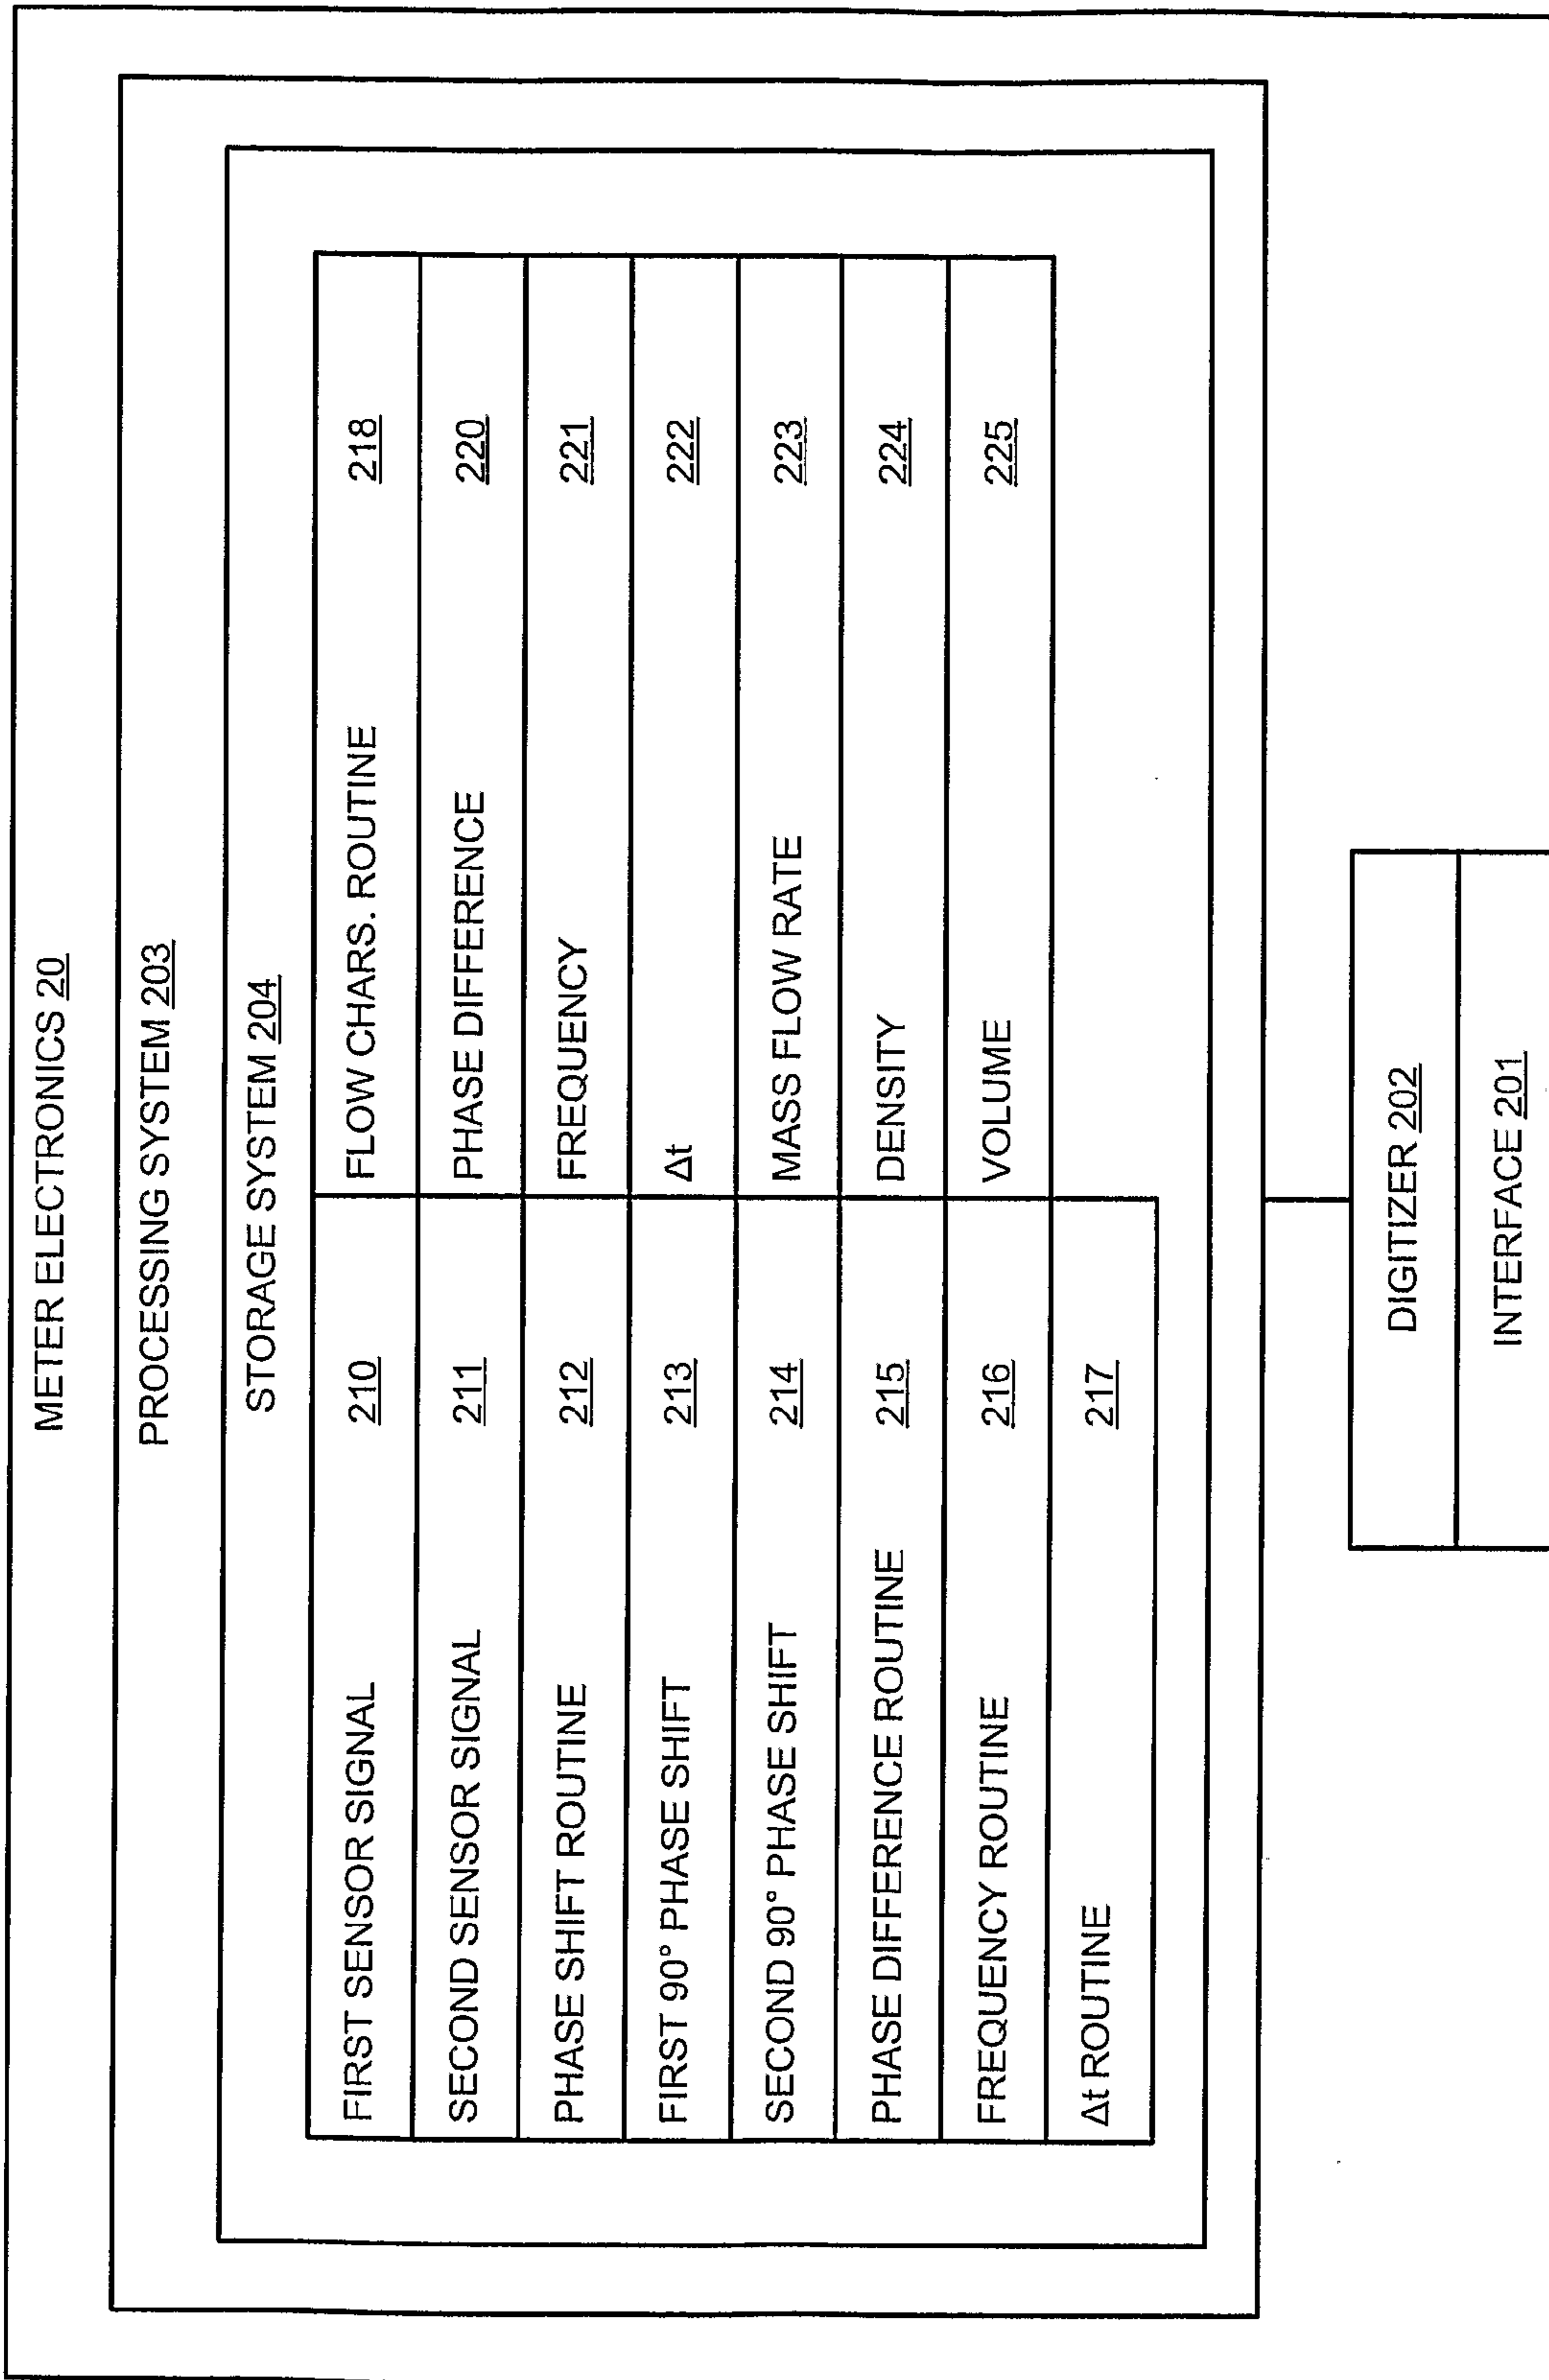 METER ELECTRONICS 20
PROCESSING SYSTEM 203
STORAGE SYSTEM 204
FIRST SENSOR SIGNAL 210
SECOND SENSOR SIGNAL 211
PHASE SHIFT ROUTINE 212
FIRST 90° PHASE SHIFT 213
SECOND 90° PHASE SHIFT 214
PHASE DIFFERENCE ROUTINE 215
FREQUENCY ROUTINE 216
Δt ROUTINE 217
FLOW CHARS. ROUTINE 218
PHASE DIFFERENCE 220
FREQUENCY 221
Δt 222
MASS FLOW RATE 223
DENSITY 224
VOLUME 225
DIGITIZER 202
INTERFACE 201